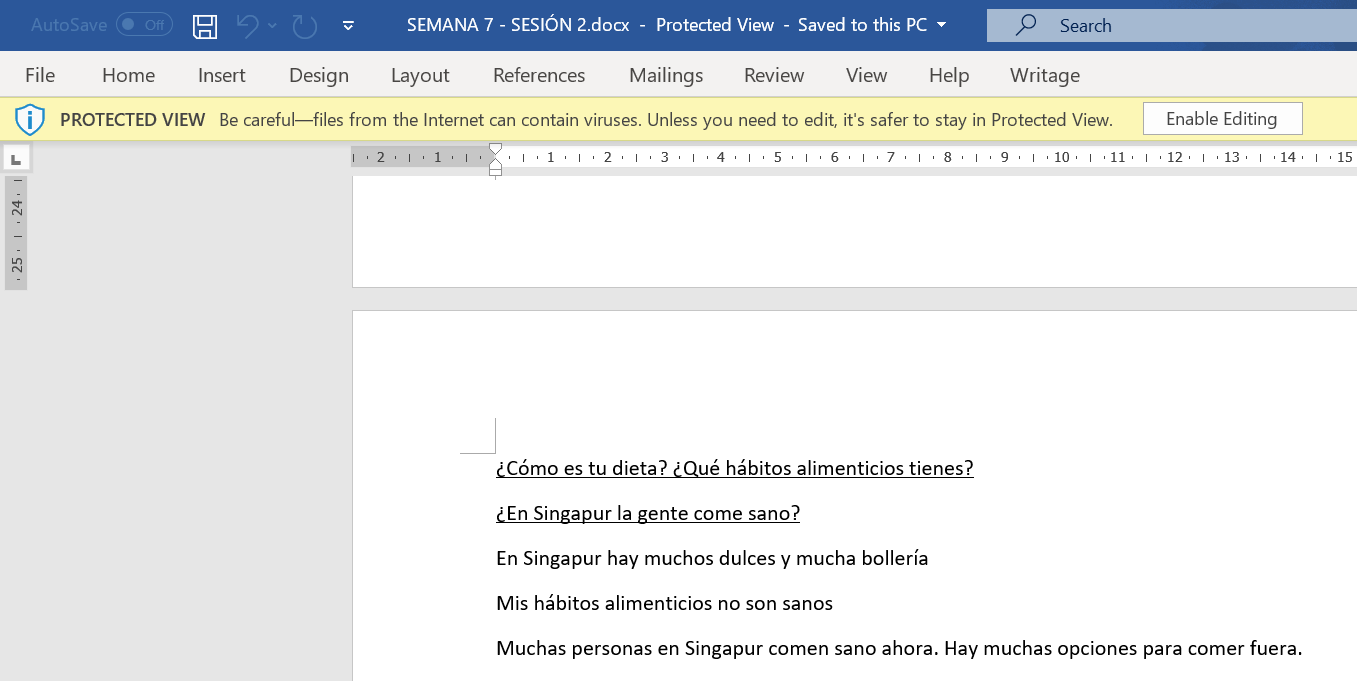 AutoSave Off SEMANA 7 - SESIÓN 2.docx - Protected View - Saved to this PC Search
File Home Insert Design Layout References Mailings Review View Help Writage
PROTECTED VIEW Be careful—files from the Internet can contain viruses. Unless you need to edit, it's safer to stay in Protected View. Enable Editing
2 1 1 2 3 4 5 6 7 8 9 10 11 12 13 14 15
24
25
¿Cómo es tu dieta? ¿Qué hábitos alimenticios tienes?
¿En Singapur la gente come sano?
En Singapur hay muchos dulces y mucha bollería
Mis hábitos alimenticios no son sanos
Muchas personas en Singapur comen sano ahora. Hay muchas opciones para comer fuera.